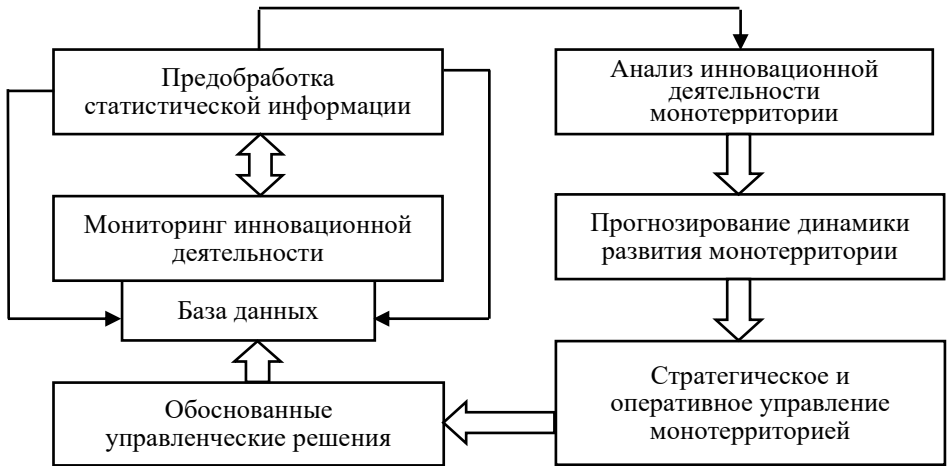 Предобработка
статистической информации
Анализ инновационной
деятельности
монотерритории
Мониторинг инновационной
деятельности
Прогнозирование динамики
развития монотерритории
База данных
Стратегическое и
оперативное управление
монотерриторией
Обоснованные
управленческие решения